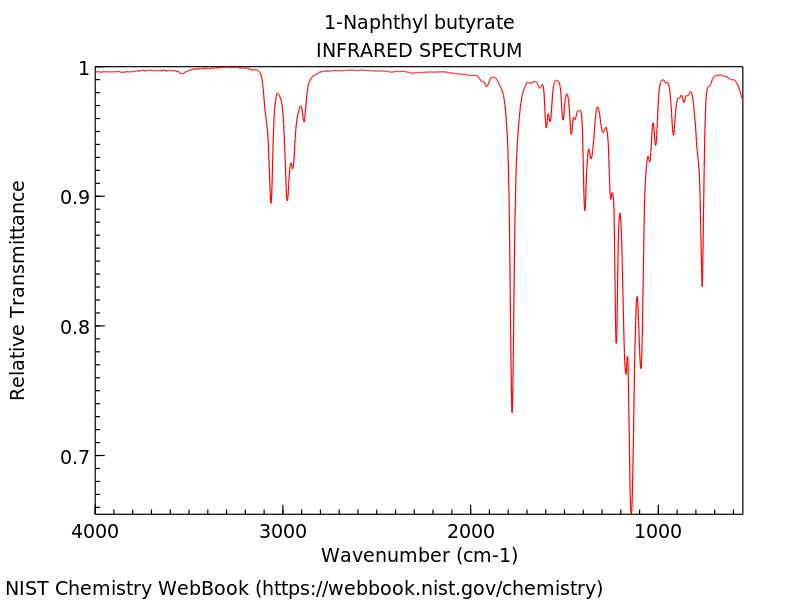 1-Naphthyl butyrate
INFRARED SPECTRUM
1
0.9
0.8
0.7
Relative Transmittance
4000
3000
2000
1000
Wavenumber (cm-1)
NIST Chemistry WebBook (https://webbook.nist.gov/chemistry)